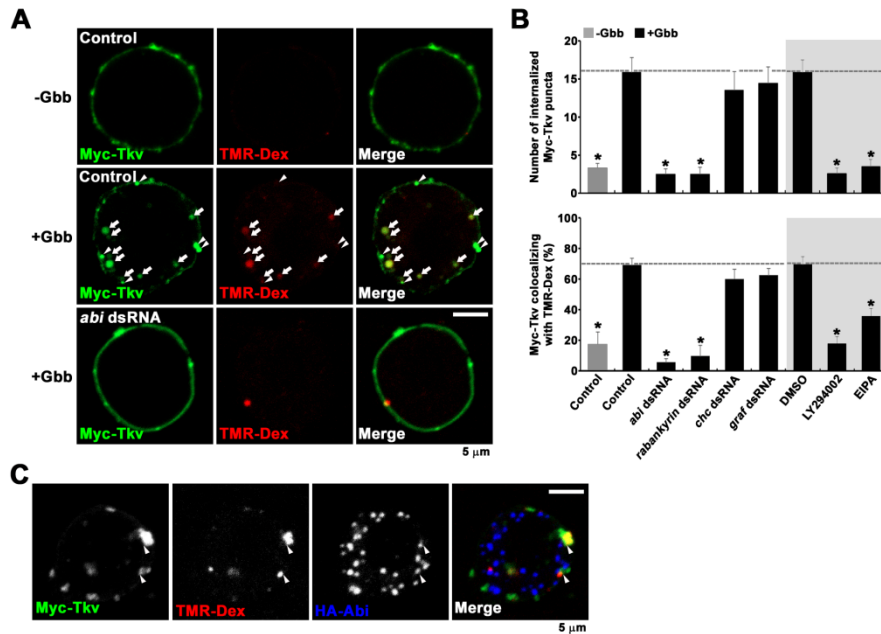 A
Control
-Gbb
Myc-Tkv TMR-Dex Merge
Control
+Gbb
Myc-Tkv TMR-Dex Merge
abi dsRNA
+Gbb
Myc-Tkv TMR-Dex Merge
5 μm
B
-Gbb +Gbb
Number of internalized
Myc-Tkv puncta
20
15
10
5
0
* * * * *
Myc-Tkv colocalizing
with TMR-Dex (%)
100
80
60
40
20
0
* * * * *
Control
Control
abi dsRNA
rabankyrin dsRNA
chc dsRNA
graf dsRNA
DMSO
LY294002
EIPA
C
Myc-Tkv TMR-Dex HA-Abi Merge
5 μm